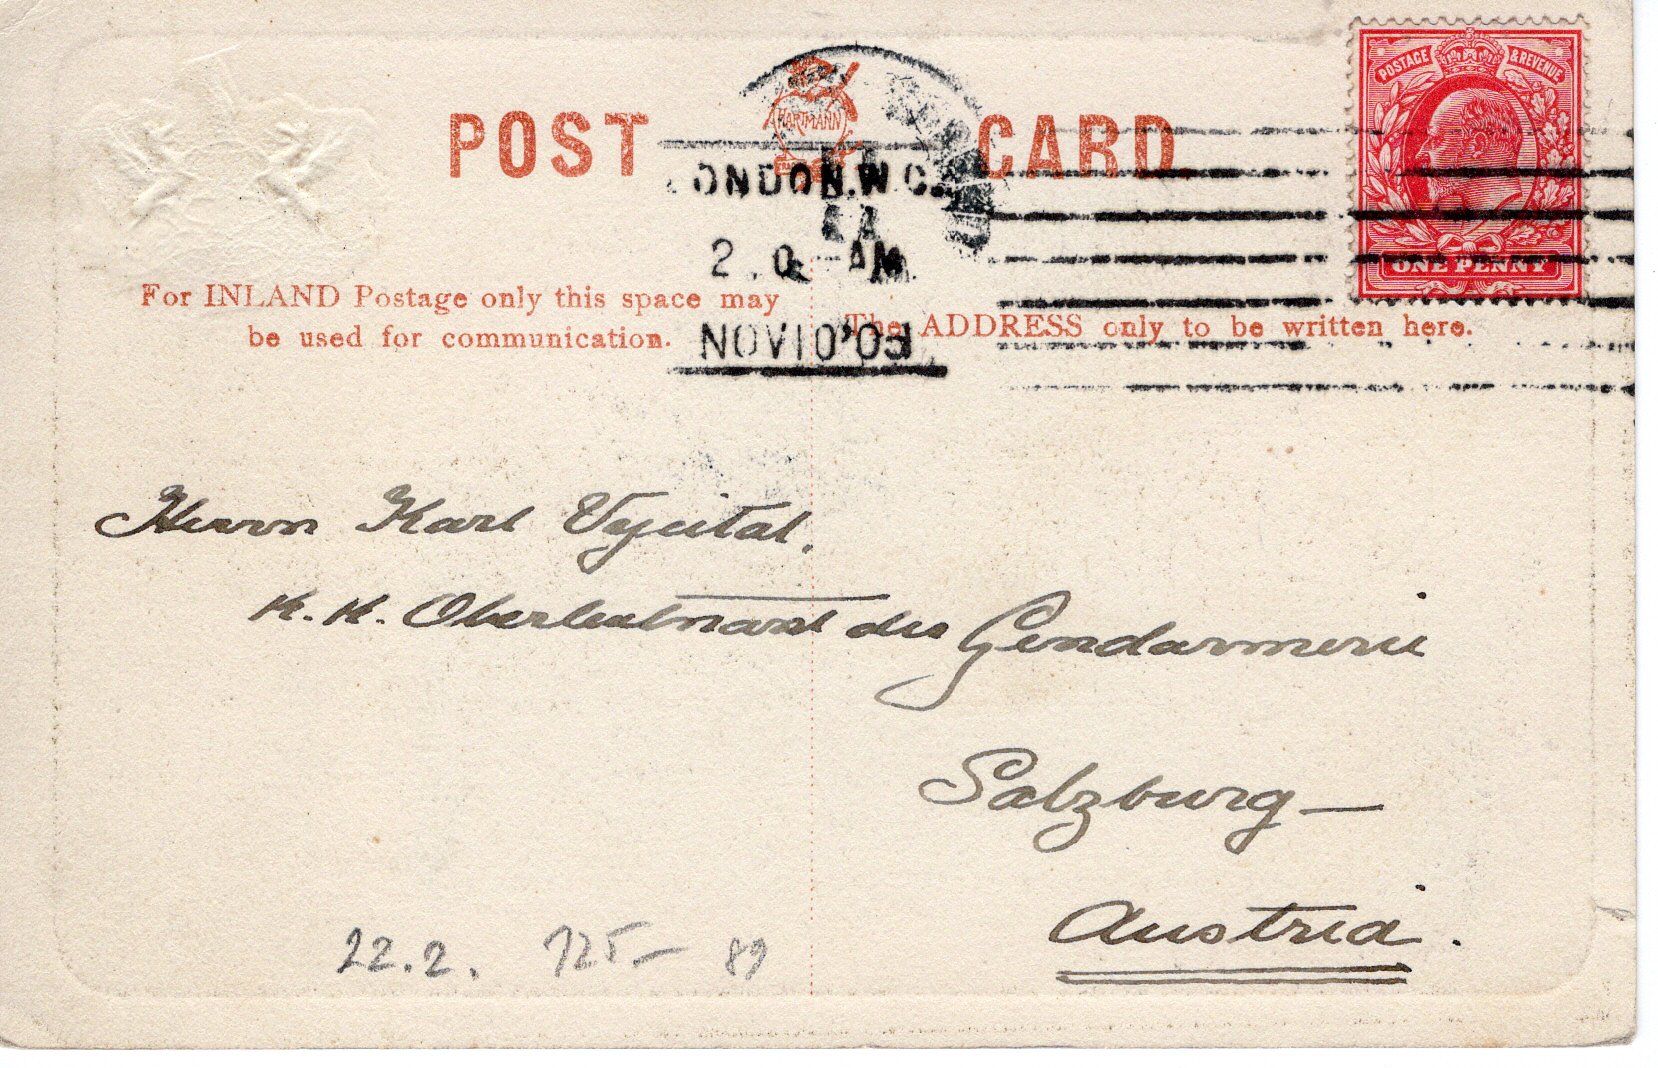 POST CARD
HARTMANN
LONDON.W.C.
2.0 AM
NOV 10 '03
POSTAGE & REVENUE
ONE PENNY
For INLAND Postage only this space may
be used for communication.
The ADDRESS only to be written here.
Herrn Karl Vyčital.
K. K. Oberleutnant der Gendarmerie
Salzburg –
Austria.
22.2. 125.– 89